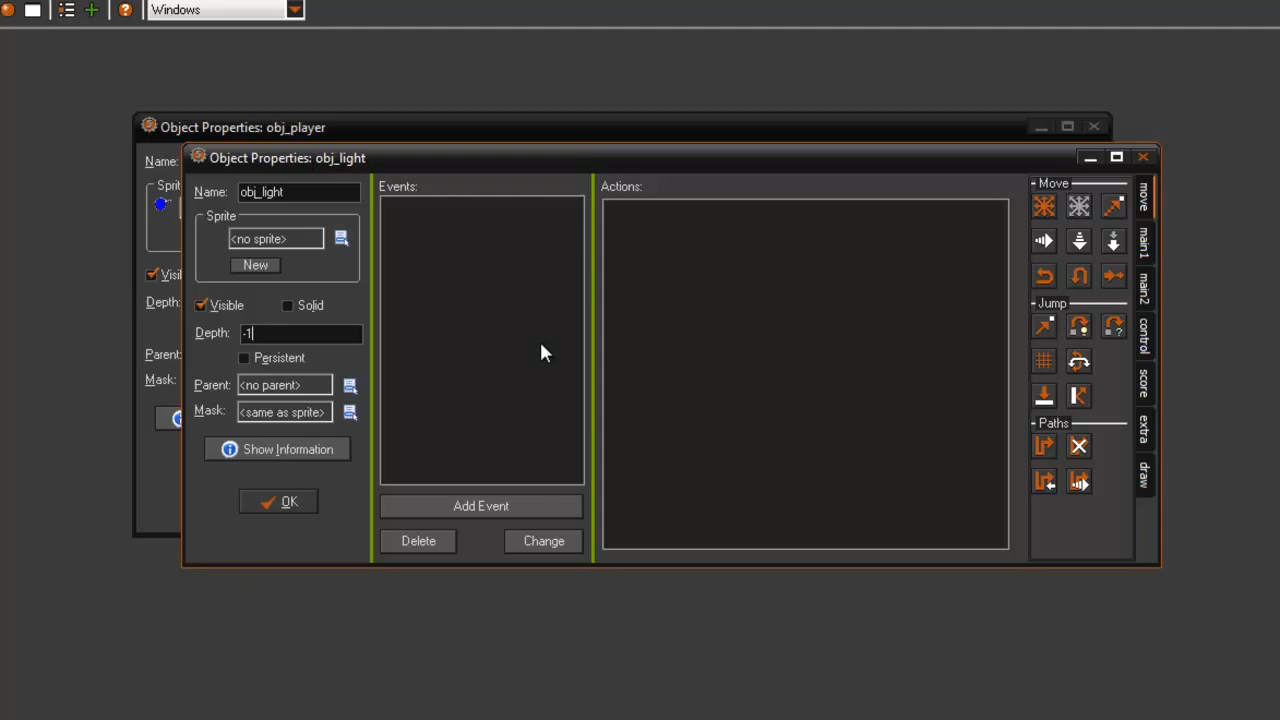 Windows
Object Properties: obj_player
Name:
Sprit
Visil
Depth:
Parent:
Mask:
Object Properties: obj_light
Name: obj_light
Sprite
<no sprite>
New
Visible Solid
Depth: -1
Persistent
Parent: <no parent>
Mask: <same as sprite>
Show Information
OK
Events:
Add Event
Delete Change
Actions:
Move
Jump
Paths
move
main1
main2
control
score
extra
draw